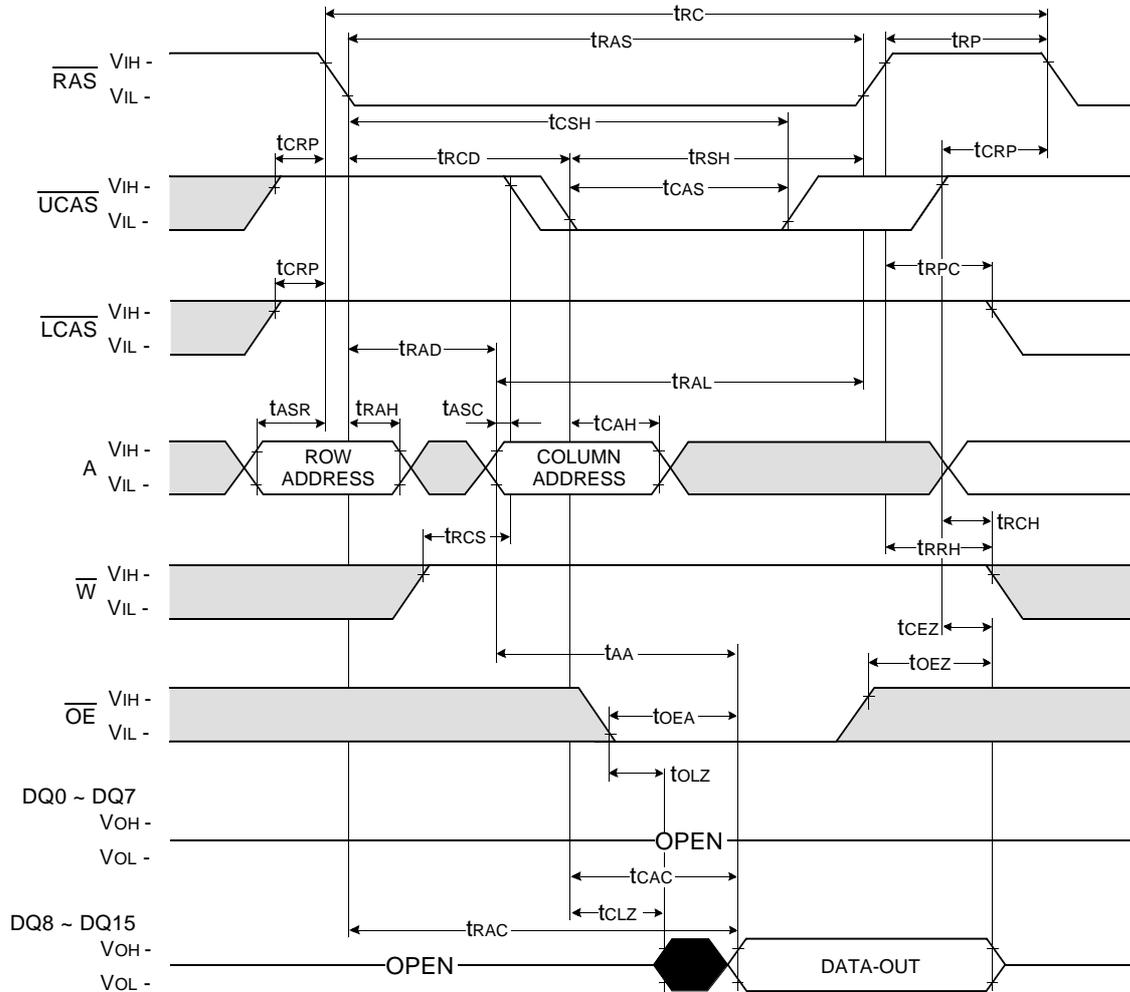 tRC
tRAS
tRP
RAS
VIH -
VIL -
tCSH
tCRP
tRCD
tRSH
tCRP
UCAS
VIH -
VIL -
tCAS
tCRP
tRPC
LCAS
VIH -
VIL -
tRAD
tRAL
tASR
tRAH
tASC
tCAH
A
VIH -
VIL -
ROW
ADDRESS
COLUMN
ADDRESS
tRCS
tRCH
tRRH
W
VIH -
VIL -
tCEZ
tAA
tOEZ
OE
VIH -
VIL -
tOEA
tOLZ
DQ0 ~ DQ7
VOH -
VOL -
OPEN
tCAC
tCLZ
tRAC
DQ8 ~ DQ15
VOH -
VOL -
OPEN
DATA-OUT